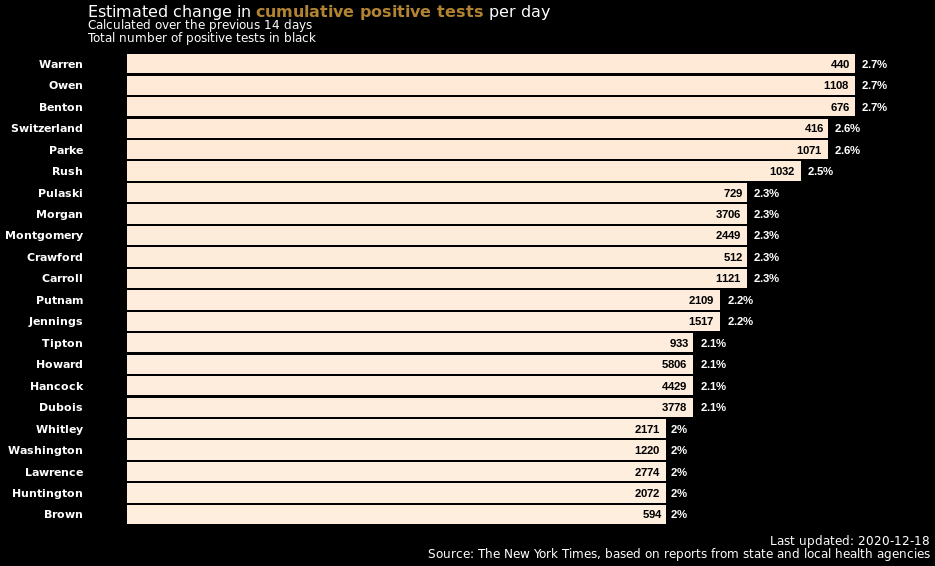 Estimated change in cumulative positive tests per day
Calculated over the previous 14 days
Total number of positive tests in black
Warren 440 2.7%
Owen 1108 2.7%
Benton 676 2.7%
Switzerland 416 2.6%
Parke 1071 2.6%
Rush 1032 2.5%
Pulaski 729 2.3%
Morgan 3706 2.3%
Montgomery 2449 2.3%
Crawford 512 2.3%
Carroll 1121 2.3%
Putnam 2109 2.2%
Jennings 1517 2.2%
Tipton 933 2.1%
Howard 5806 2.1%
Hancock 4429 2.1%
Dubois 3778 2.1%
Whitley 2171 2%
Washington 1220 2%
Lawrence 2774 2%
Huntington 2072 2%
Brown 594 2%
Last updated: 2020-12-18
Source: The New York Times, based on reports from state and local health agencies